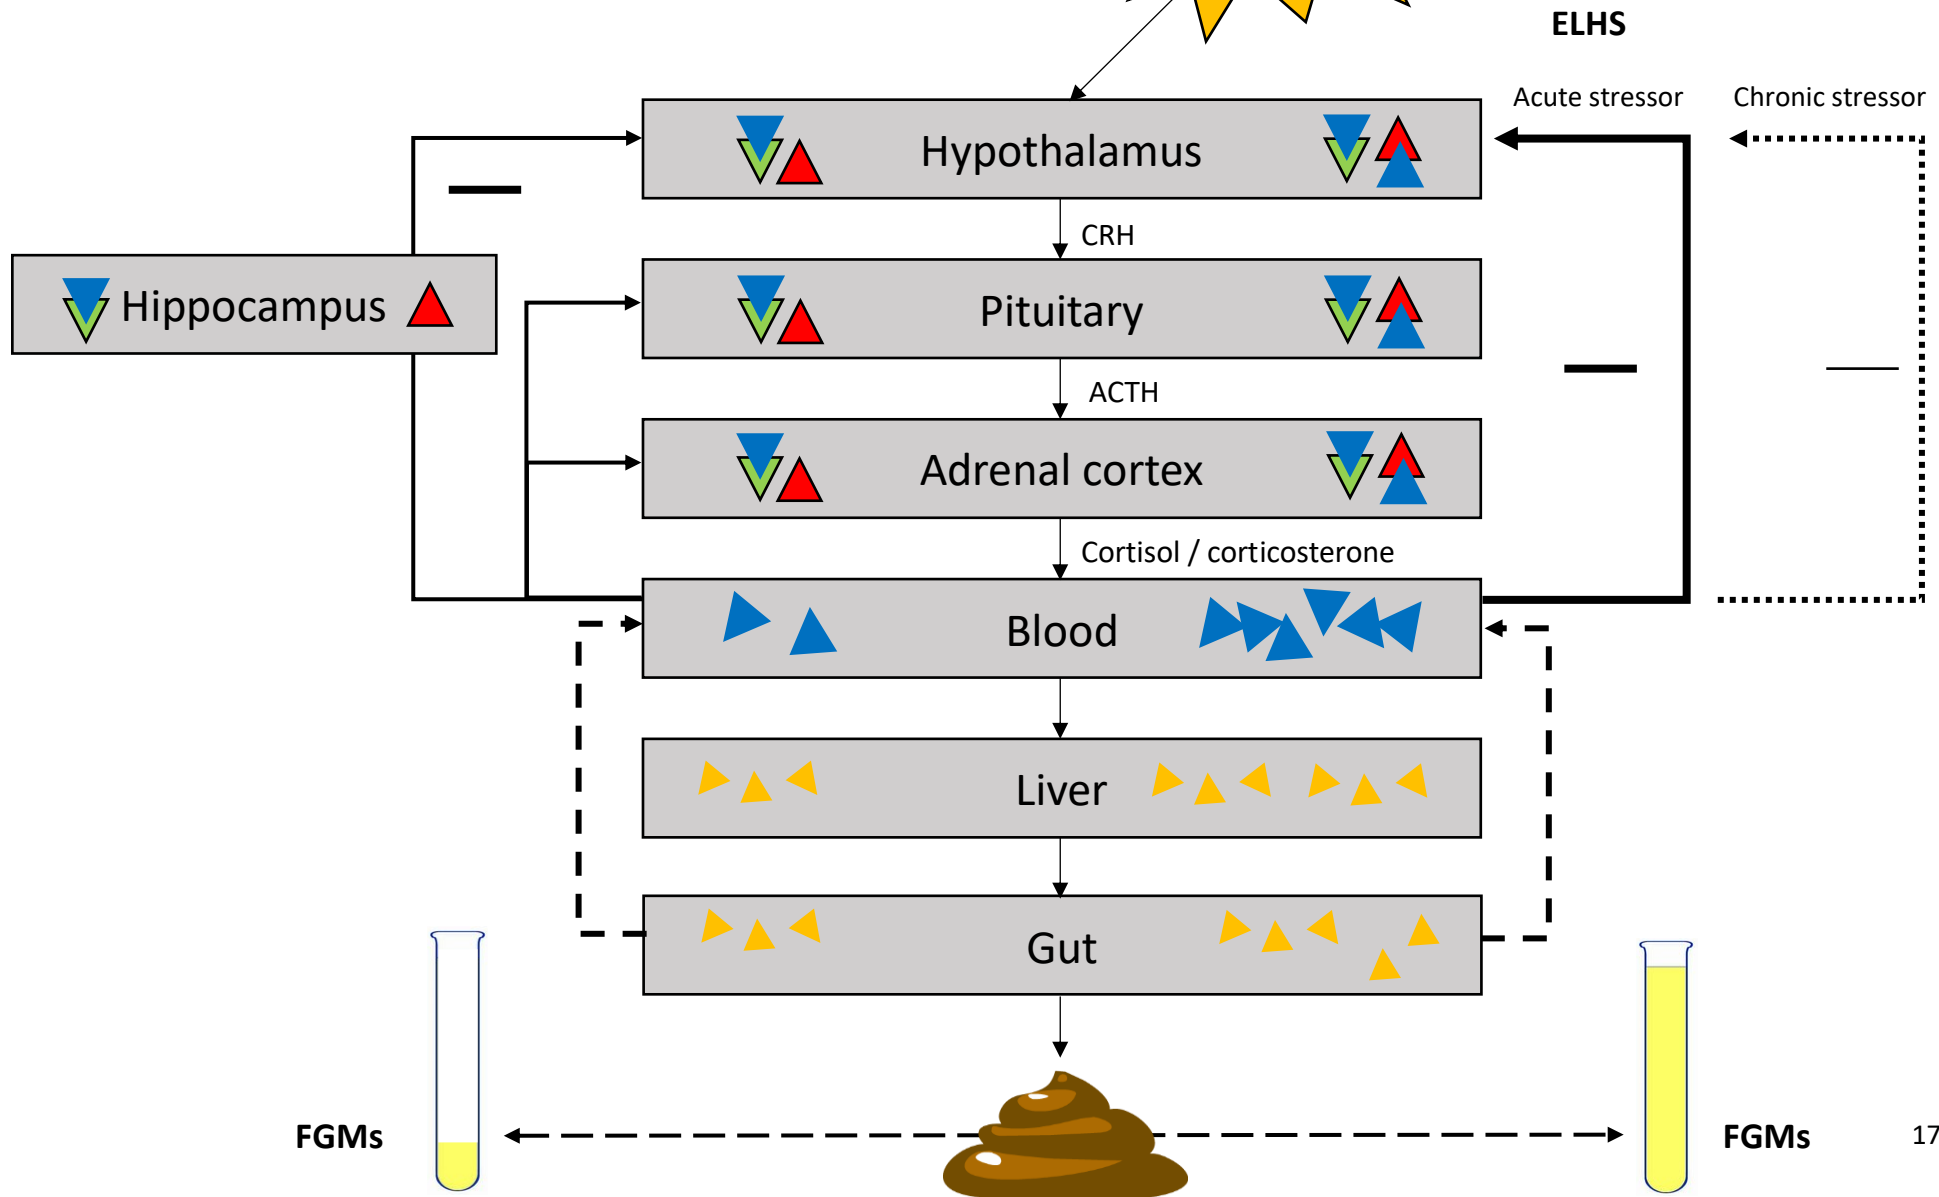 ELHS
Acute stressor
Chronic stressor
Hypothalamus
CRH
Hippocampus
Pituitary
ACTH
Adrenal cortex
Cortisol / corticosterone
Blood
Liver
Gut
FGMs
FGMs
17